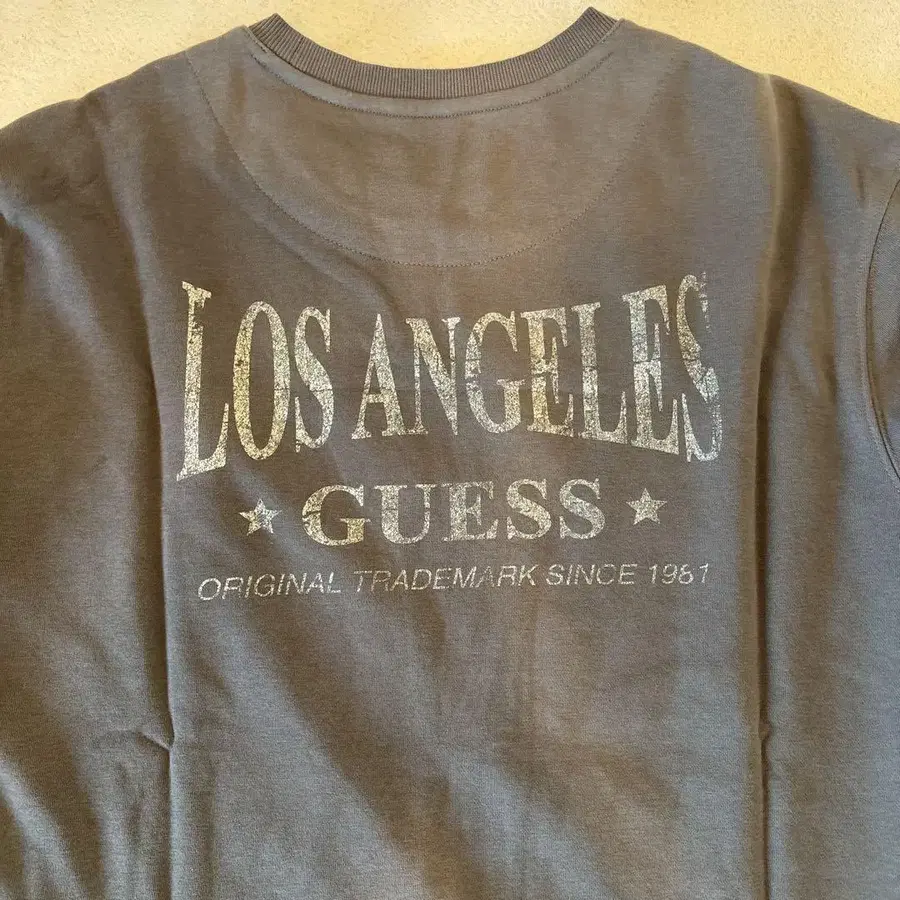 LOS ANGELES
GUESS
ORIGINAL TRADEMARK SINCE 1981